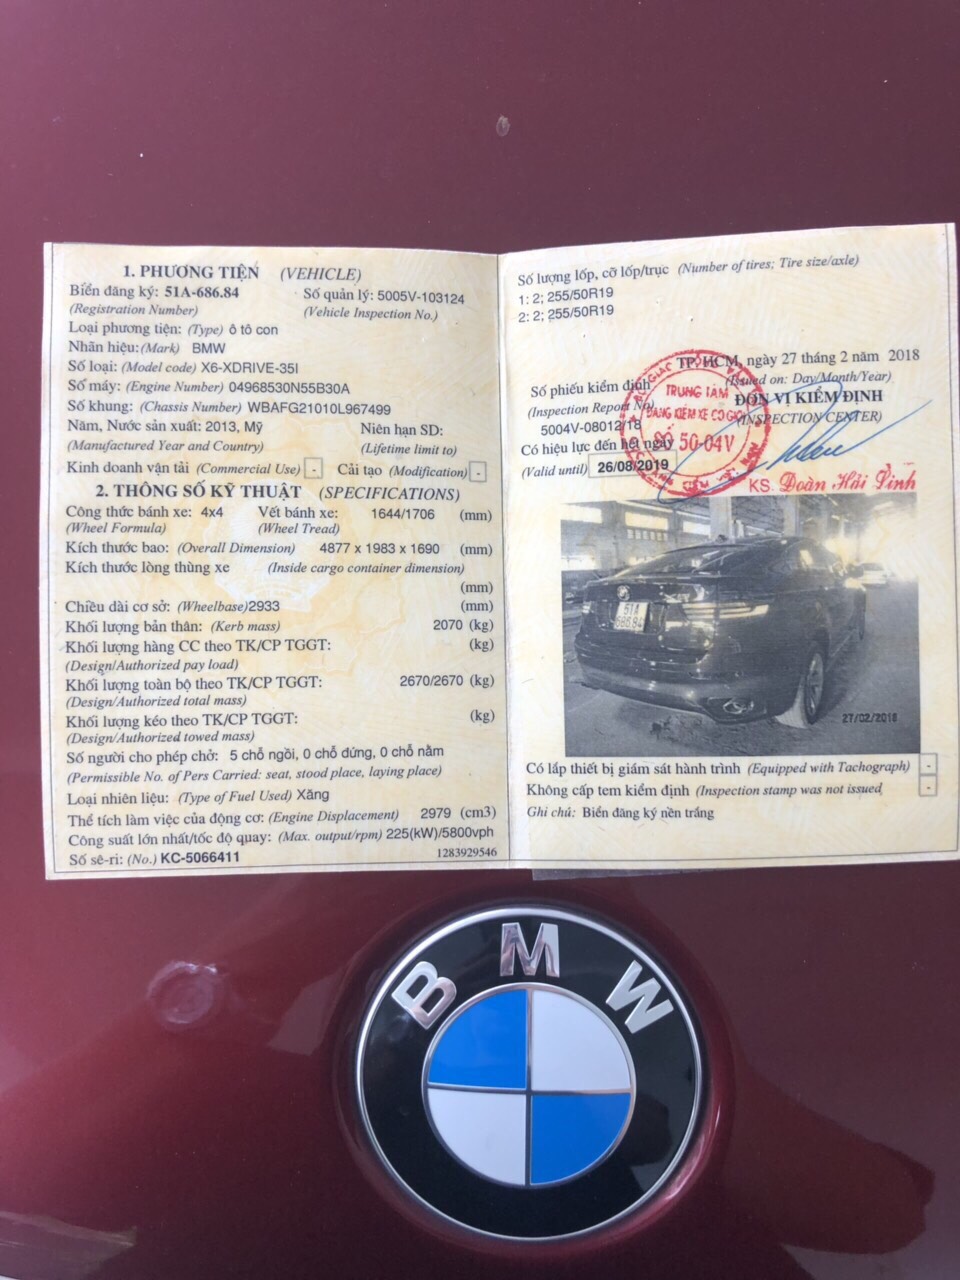 1. PHƯƠNG TIỆN (VEHICLE)
Biển đăng ký: 51A-686.84 Số quản lý: 5005V-103124
(Registration Number) (Vehicle Inspection No.)
Loại phương tiện: (Type) ô tô con
Nhãn hiệu: (Mark) BMW
Số loại: (Model code) X6-XDRIVE-35I
Số máy: (Engine Number) 04968530N55B30A
Số khung: (Chassis Number) WBAFG21010L967499
Năm, Nước sản xuất: 2013, Mỹ Niên hạn SD:
(Manufactured Year and Country) (Lifetime limit to)
Kinh doanh vận tải (Commercial Use) - Cải tạo (Modification) -
2. THÔNG SỐ KỸ THUẬT (SPECIFICATIONS)
Công thức bánh xe: 4x4 Vết bánh xe: 1644/1706 (mm)
(Wheel Formula) (Wheel Tread)
Kích thước bao: (Overall Dimension) 4877 x 1983 x 1690 (mm)
Kích thước lòng thùng xe (Inside cargo container dimension)
(mm)
Chiều dài cơ sở: (Wheelbase)2933 (mm)
Khối lượng bản thân: (Kerb mass) 2070 (kg)
Khối lượng hàng CC theo TK/CP TGGT: (kg)
(Design/Authorized pay load)
Khối lượng toàn bộ theo TK/CP TGGT: 2670/2670 (kg)
(Design/Authorized total mass)
Khối lượng kéo theo TK/CP TGGT: (kg)
(Design/Authorized towed mass)
Số người cho phép chở: 5 chỗ ngồi, 0 chỗ đứng, 0 chỗ nằm
(Permissible No. of Pers Carried: seat, stood place, laying place)
Loại nhiên liệu: (Type of Fuel Used) Xăng
Thể tích làm việc của động cơ: (Engine Displacement) 2979 (cm3)
Công suất lớn nhất/tốc độ quay: (Max. output/rpm) 225(kW)/5800vph
Số sê-ri: (No.) KC-5066411 1283929546
Số lượng lốp, cỡ lốp/trục (Number of tires; Tire size/axle)
1: 2; 255/50R19
2: 2; 255/50R19
TP. HCM, ngày 27 tháng 2 năm 2018
(Issued on: Day/Month/Year)
Số phiếu kiểm định ĐƠN VỊ KIỂM ĐỊNH
(Inspection Report No) (INSPECTION CENTER)
5004V-08012/18
Có hiệu lực đến hết ngày
(Valid until) 26/08/2019
TRUNG TÂM
ĐĂNG KIỂM XE CƠ GIỚI
50-04V
KS. Đoàn Hải Vinh
51A
686.84
27/02/2018
Có lắp thiết bị giám sát hành trình (Equipped with Tachograph) -
Không cấp tem kiểm định (Inspection stamp was not issued -
Ghi chú: Biển đăng ký nền trắng
BMW